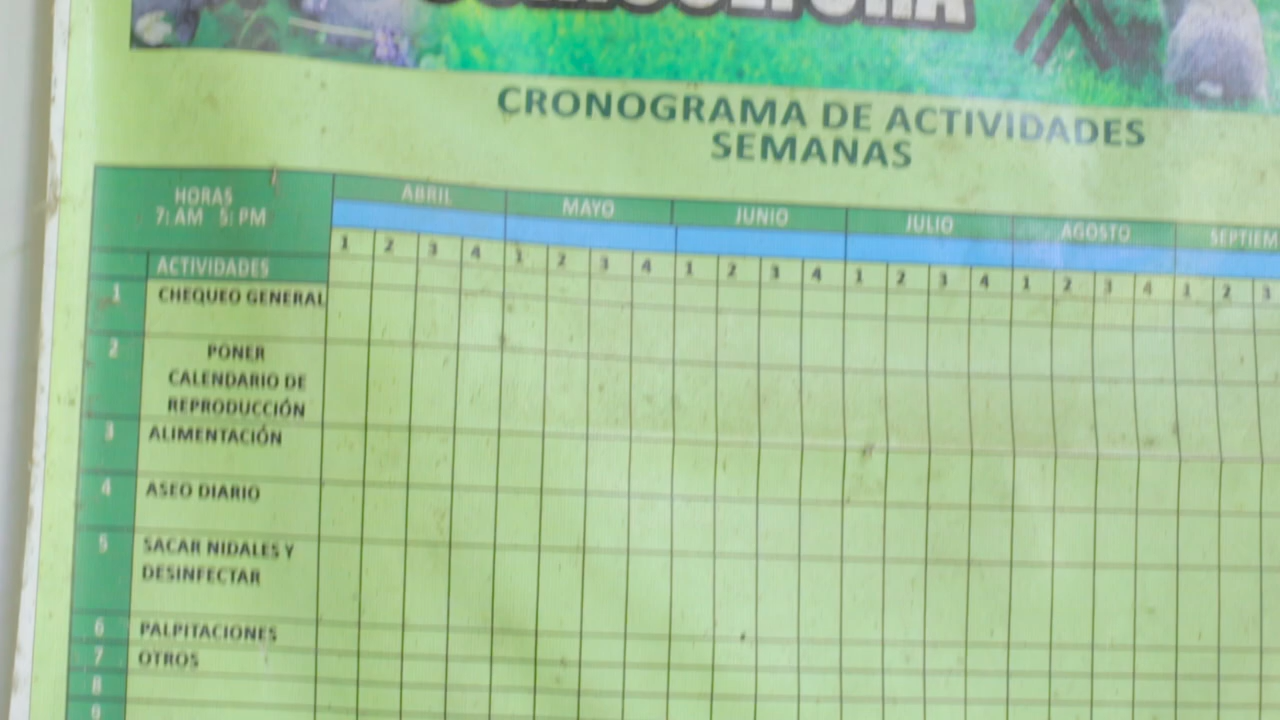 CRONOGRAMA DE ACTIVIDADES
SEMANAS
HORAS
7: AM 5: PM
ABRIL MAYO JUNIO JULIO AGOSTO
1 2 3 4 1 2 3 4 1 2 3 4 1 2 3 4 1 2 3 4 1 2 3
ACTIVIDADES
1 CHEQUEO GENERAL
2 PONER
CALENDARIO DE
REPRODUCCIÓN
3 ALIMENTACIÓN
4 ASEO DIARIO
5 SACAR NIDALES Y
DESINFECTAR
6 PALPITACIONES
7 OTROS
8
9